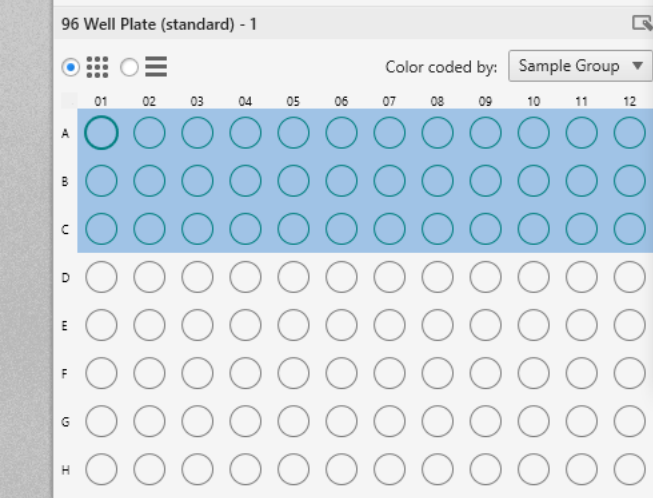 96 Well Plate (standard) - 1
Color coded by: Sample Group
01 02 03 04 05 06 07 08 09 10 11 12
A
B
C
D
E
F
G
H